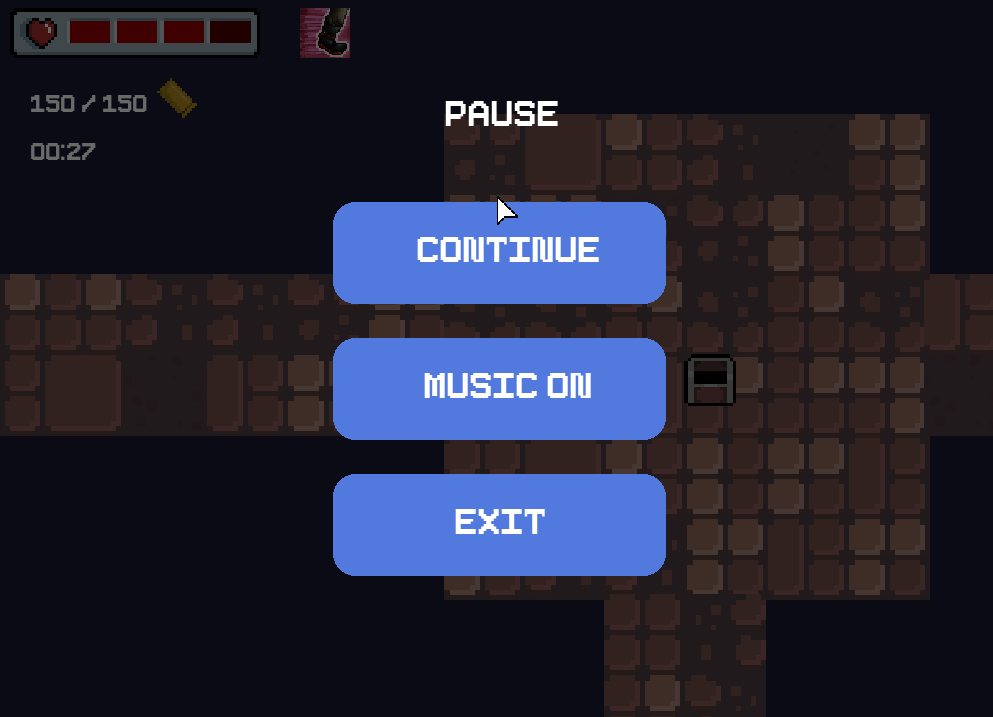 150 / 150
00:27
PAUSE
CONTINUE
MUSIC ON
EXIT